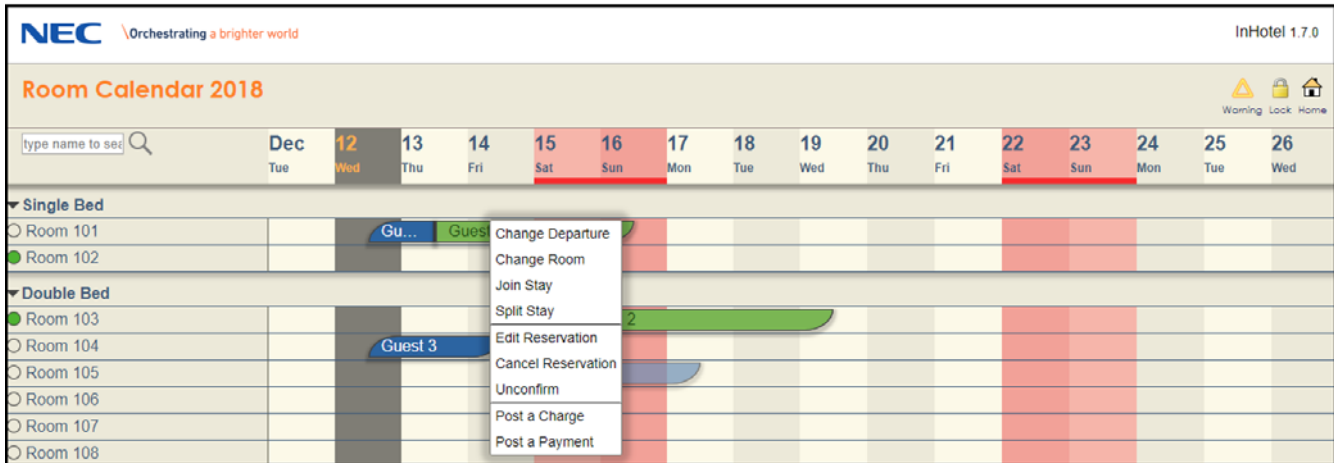 NEC \Orchestrating a brighter world
InHotel 1.7.0
Room Calendar 2018
Warning Lock Home
type name to sea
Dec 12 13 14 15 16 17 18 19 20 21 22 23 24 25 26
Tue Wed Thu Fri Sat Sun Mon Tue Wed Thu Fri Sat Sun Mon Tue Wed
Single Bed
Room 101 Gu... Guest
Room 102
Double Bed
Room 103 2
Room 104 Guest 3
Room 105
Room 106
Room 107
Room 108
Change Departure
Change Room
Join Stay
Split Stay
Edit Reservation
Cancel Reservation
Unconfirm
Post a Charge
Post a Payment